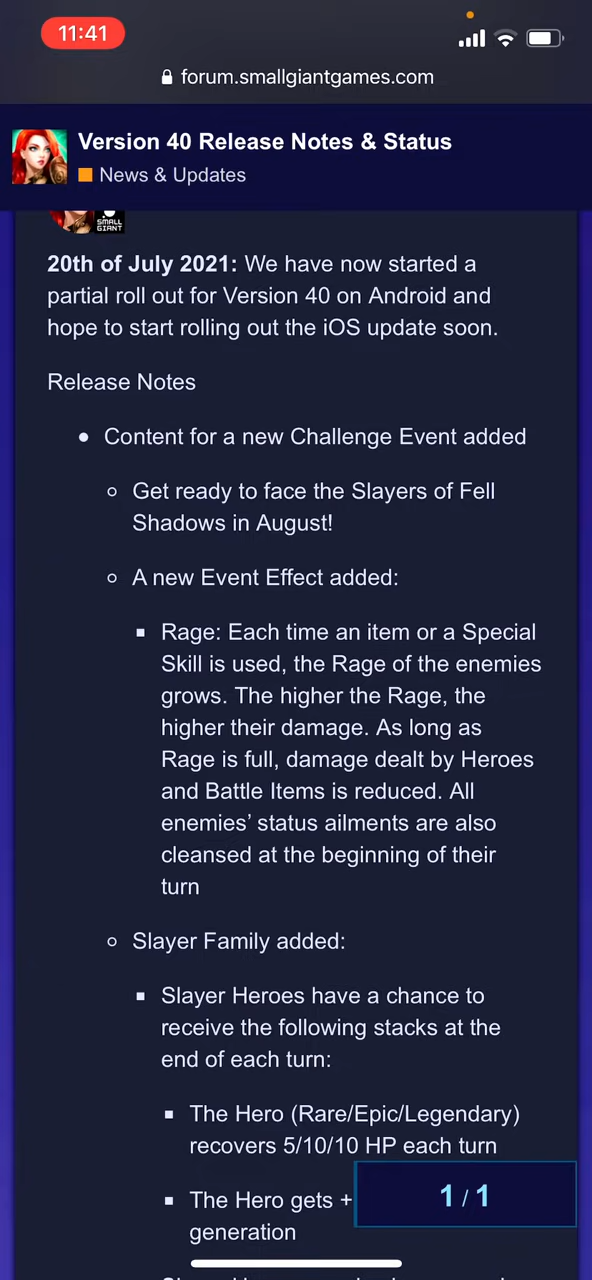 11:41
forum.smallgiantgames.com
Version 40 Release Notes & Status
News & Updates
SMALL
GIANT
20th of July 2021: We have now started a
partial roll out for Version 40 on Android and
hope to start rolling out the iOS update soon.
Release Notes
Content for a new Challenge Event added
Get ready to face the Slayers of Fell
Shadows in August!
A new Event Effect added:
Rage: Each time an item or a Special
Skill is used, the Rage of the enemies
grows. The higher the Rage, the
higher their damage. As long as
Rage is full, damage dealt by Heroes
and Battle Items is reduced. All
enemies’ status ailments are also
cleansed at the beginning of their
turn
Slayer Family added:
Slayer Heroes have a chance to
receive the following stacks at the
end of each turn:
The Hero (Rare/Epic/Legendary)
recovers 5/10/10 HP each turn
The Hero gets +
generation
1 / 1